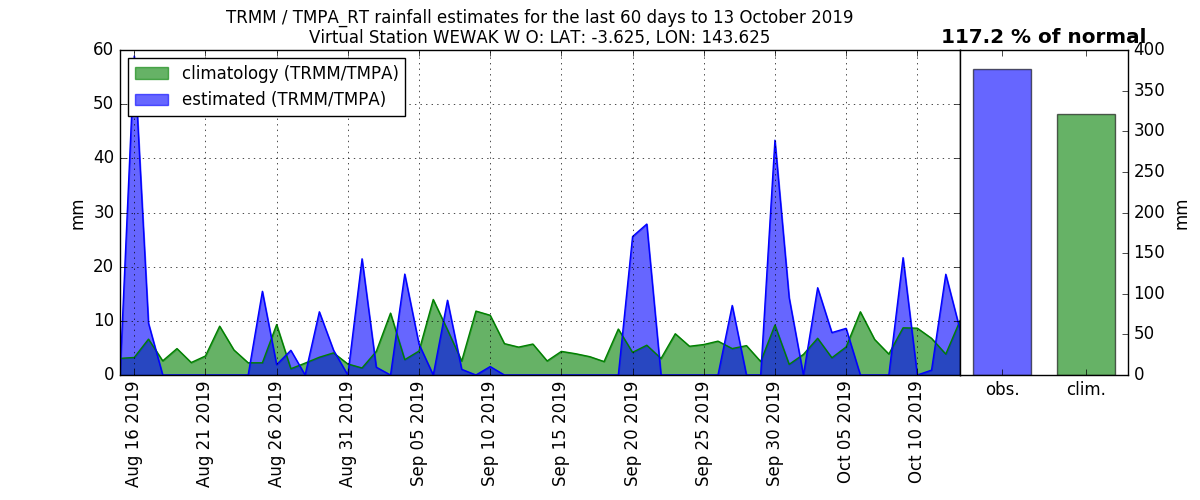 TRMM / TMPA_RT rainfall estimates for the last 60 days to 13 October 2019
Virtual Station WEWAK W O: LAT: -3.625, LON: 143.625
117.2 % of normal
climatology (TRMM/TMPA)
estimated (TRMM/TMPA)
mm
60
50
40
30
20
10
0
Aug 16 2019
Aug 21 2019
Aug 26 2019
Aug 31 2019
Sep 05 2019
Sep 10 2019
Sep 15 2019
Sep 20 2019
Sep 25 2019
Sep 30 2019
Oct 05 2019
Oct 10 2019
obs.
clim.
400
350
300
250
200
150
100
50
0
mm